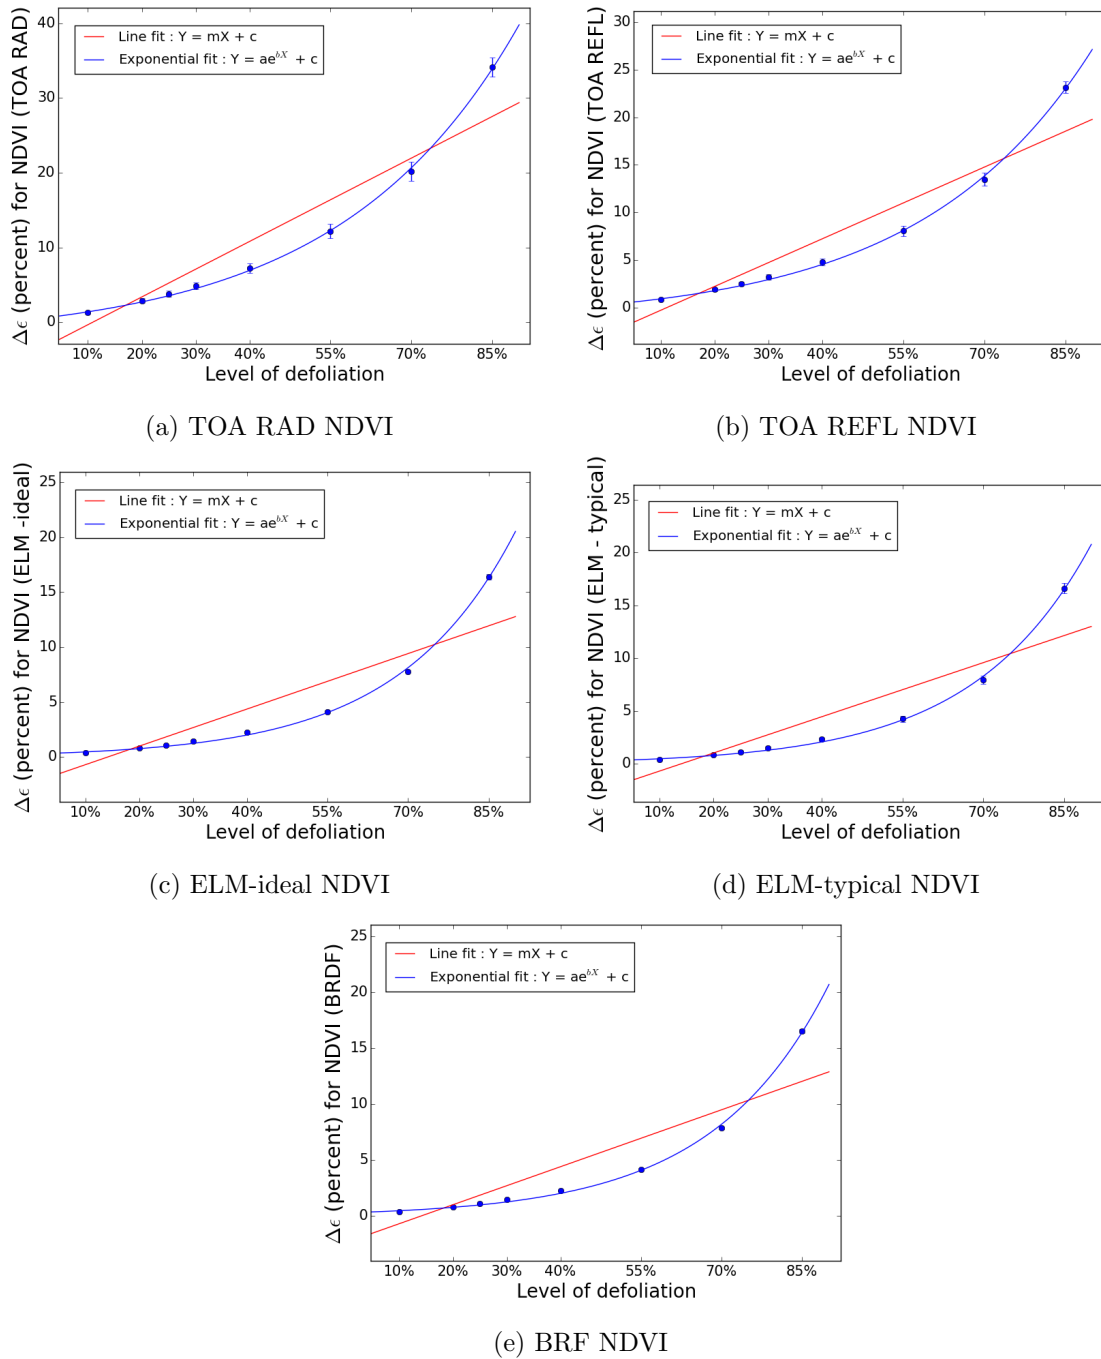 Δϵ (percent) for NDVI (TOA RAD)
40
30
20
10
0
Line fit : Y = mX + c
Exponential fit : Y = ae^{bX} + c
10% 20% 30% 40% 55% 70% 85%
Level of defoliation
(a) TOA RAD NDVI
Δϵ (percent) for NDVI (TOA REFL)
30
25
20
15
10
5
0
Line fit : Y = mX + c
Exponential fit : Y = ae^{bX} + c
10% 20% 30% 40% 55% 70% 85%
Level of defoliation
(b) TOA REFL NDVI
Δϵ (percent) for NDVI (ELM -ideal)
25
20
15
10
5
0
Line fit : Y = mX + c
Exponential fit : Y = ae^{bX} + c
10% 20% 30% 40% 55% 70% 85%
Level of defoliation
(c) ELM-ideal NDVI
Δϵ (percent) for NDVI (ELM - typical)
25
20
15
10
5
0
Line fit : Y = mX + c
Exponential fit : Y = ae^{bX} + c
10% 20% 30% 40% 55% 70% 85%
Level of defoliation
(d) ELM-typical NDVI
Δϵ (percent) for NDVI (BRDF)
25
20
15
10
5
0
Line fit : Y = mX + c
Exponential fit : Y = ae^{bX} + c
10% 20% 30% 40% 55% 70% 85%
Level of defoliation
(e) BRF NDVI